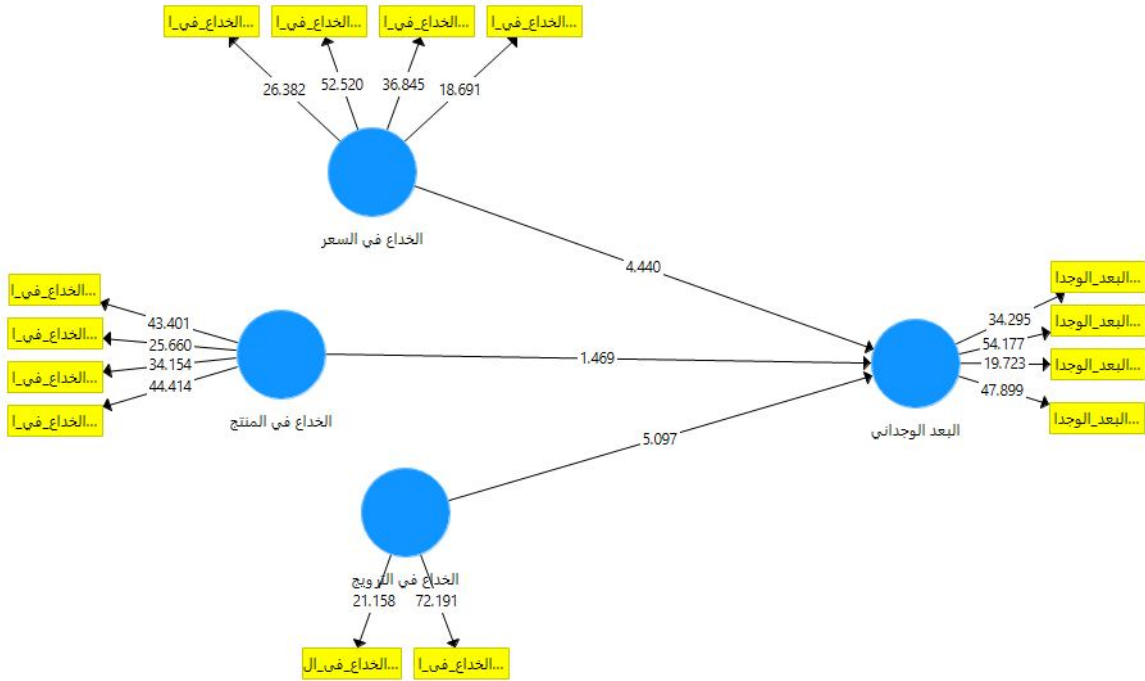 الخداع_في_ا...
الخداع_في_ا...
الخداع_في_ا...
الخداع_في_ا...
26.382
52.520
36.845
18.691
الخداع في السعر
4.440
الخداع_في_ا...
الخداع_في_ا...
الخداع_في_ا...
الخداع_في_ا...
43.401
25.660
34.154
44.414
الخداع في المنتج
1.469
البعد_الوجدا...
البعد_الوجدا...
البعد_الوجدا...
البعد_الوجدا...
34.295
54.177
19.723
47.899
البعد الوجداني
5.097
الخداع في الترويج
21.158
72.191
الخداع_في_ال...
الخداع_في_ا...